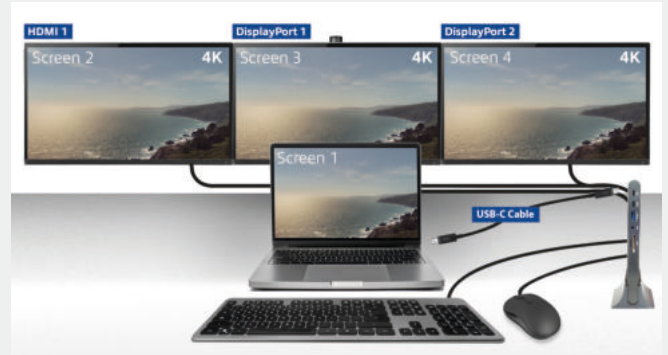 HDMI 1
DisplayPort 1
DisplayPort 2
Screen 2
4K
Screen 3
4K
Screen 4
4K
Screen 1
USB-C Cable